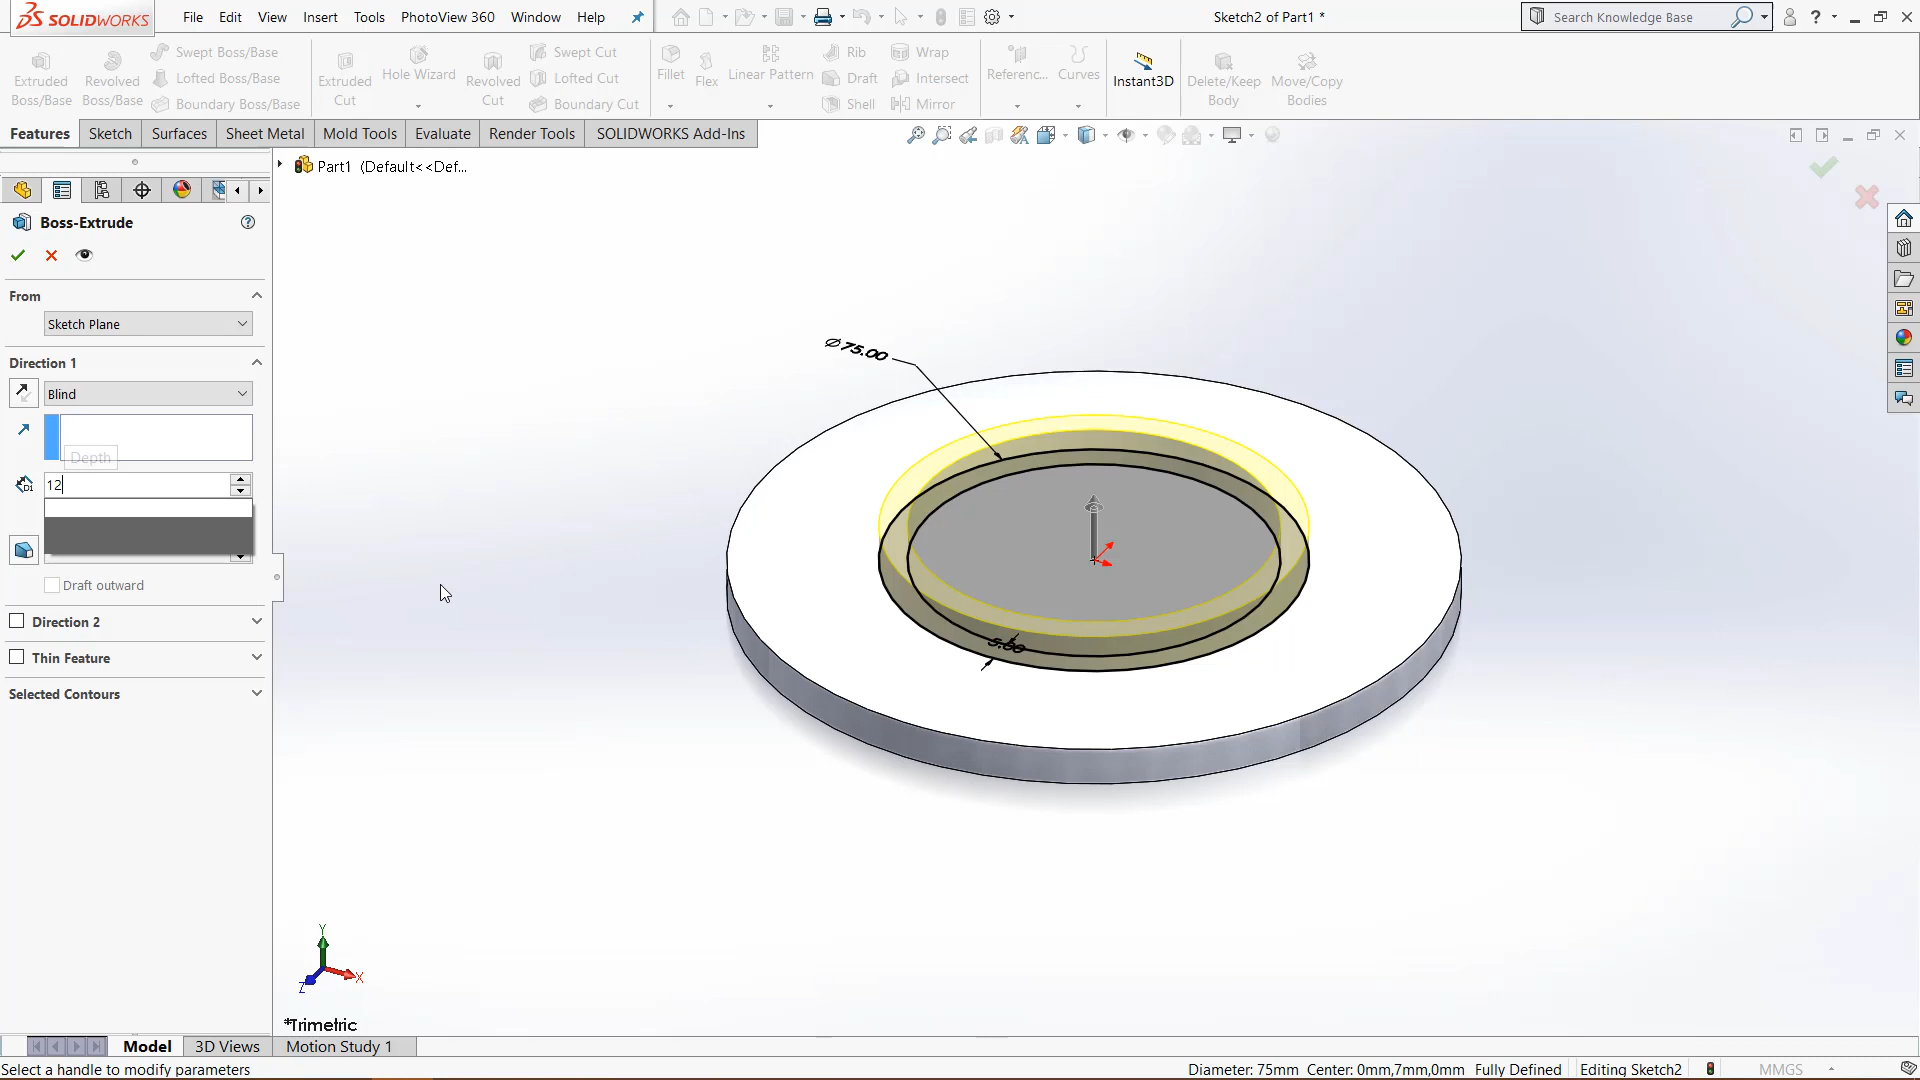 SOLIDWORKS
File Edit View Insert Tools PhotoView 360 Window Help
Sketch2 of Part1 *
Search Knowledge Base
?
Extruded Boss/Base
Revolved Boss/Base
Swept Boss/Base
Lofted Boss/Base
Boundary Boss/Base
Extruded Cut
Hole Wizard
Revolved Cut
Swept Cut
Lofted Cut
Boundary Cut
Fillet
Flex
Linear Pattern
Rib
Draft
Shell
Wrap
Intersect
Mirror
Referenc...
Curves
Instant3D
Delete/Keep Body
Move/Copy Bodies
Features Sketch Surfaces Sheet Metal Mold Tools Evaluate Render Tools SOLIDWORKS Add-Ins
Part1 (Default<<Def...
Boss-Extrude
?
From
Sketch Plane
Direction 1
Blind
Depth
D1
12
Draft outward
Direction 2
Thin Feature
Selected Contours
⌀75.00
5.00
Y
X
Z
*Trimetric
Model 3D Views Motion Study 1
Select a handle to modify parameters
Diameter: 75mm Center: 0mm,7mm,0mm Fully Defined Editing Sketch2 MMGS